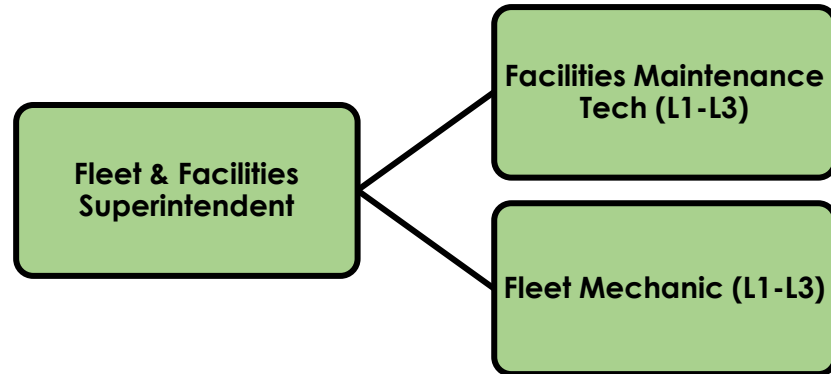 Fleet & Facilities
Superintendent
Facilities Maintenance
Tech (L1-L3)
Fleet Mechanic (L1-L3)